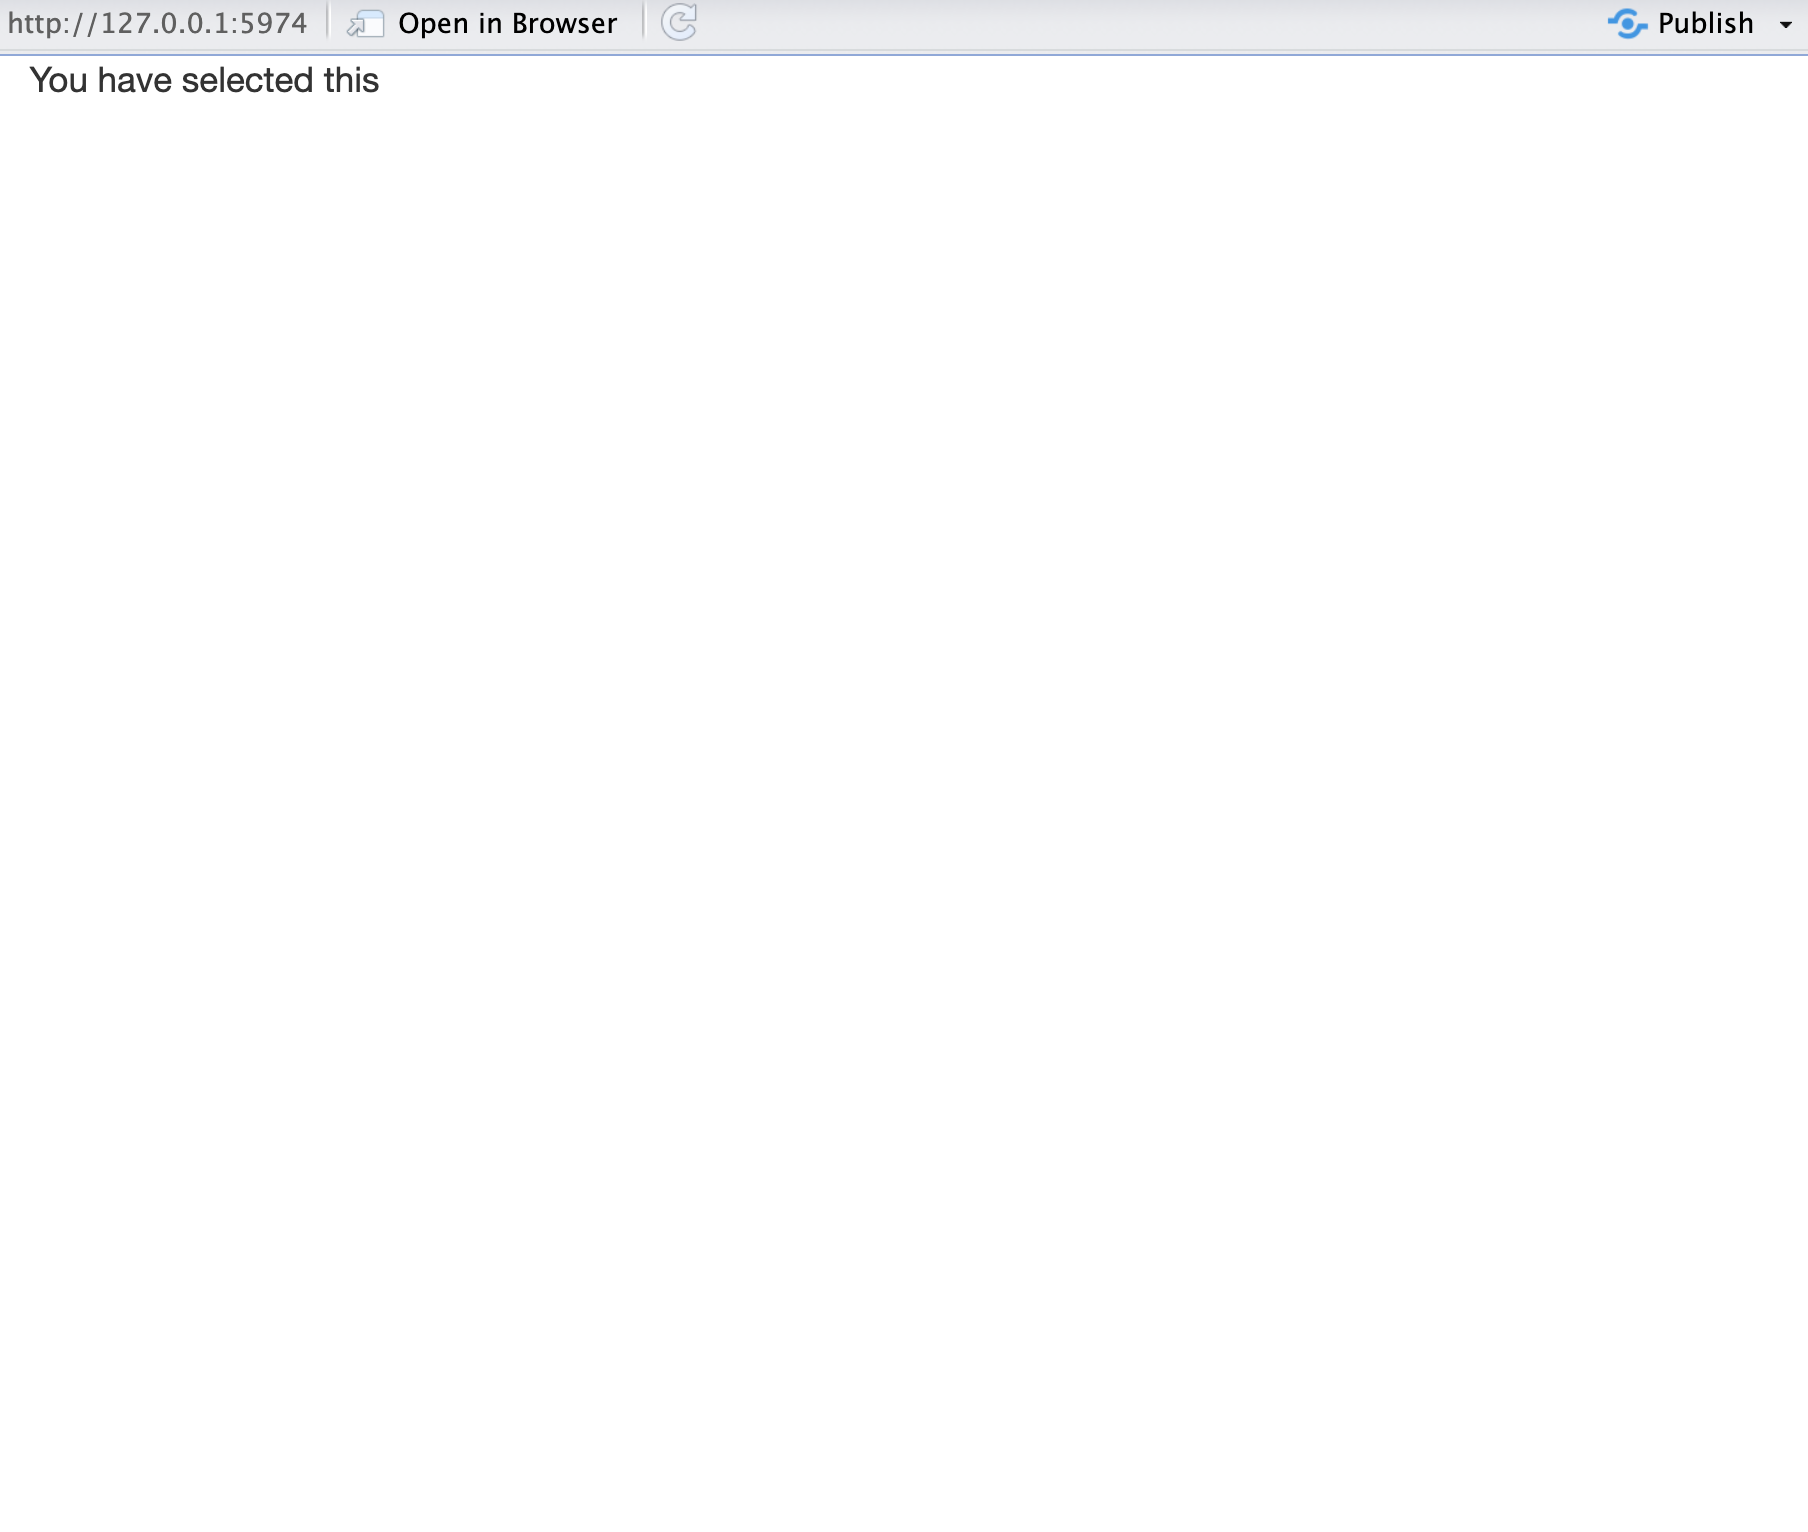 http://127.0.0.1:5974 Open in Browser Publish
You have selected this